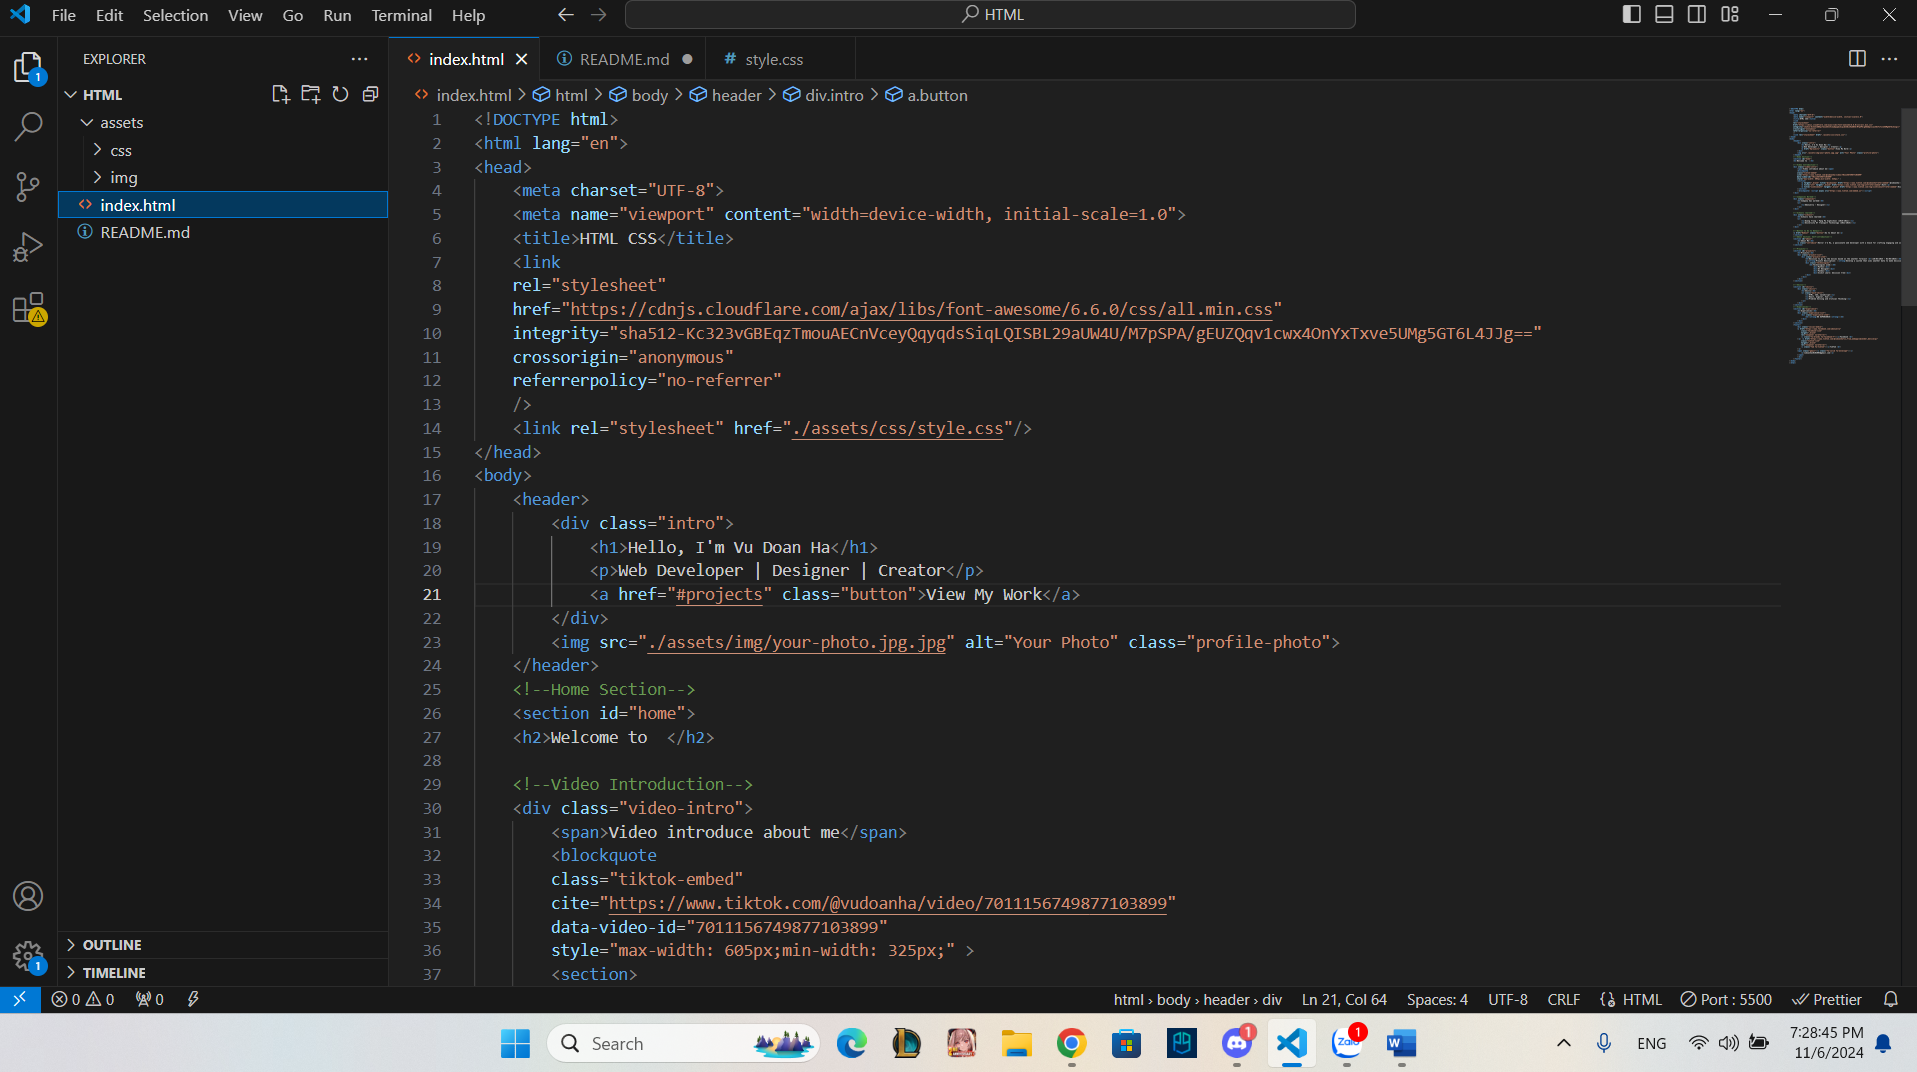 File Edit Selection View Go Run Terminal Help
HTML
EXPLORER
HTML
assets
css
img
index.html
README.md
OUTLINE
TIMELINE
index.html README.md style.css
index.html > html > body > header > div.intro > a.button
1 <!DOCTYPE html>
2 <html lang="en">
3 <head>
4 <meta charset="UTF-8">
5 <meta name="viewport" content="width=device-width, initial-scale=1.0">
6 <title>HTML CSS</title>
7 <link
8 rel="stylesheet"
9 href="https://cdnjs.cloudflare.com/ajax/libs/font-awesome/6.6.0/css/all.min.css"
10 integrity="sha512-Kc323vGBEqzTmouAECnVceyQqyqdsSiqLQISBL29aUW4U/M7pSPA/gEUZQqv1cwx4OnYxTxve5UMg5GT6L4JJg=="
11 crossorigin="anonymous"
12 referrerpolicy="no-referrer"
13 />
14 <link rel="stylesheet" href="./assets/css/style.css"/>
15 </head>
16 <body>
17 <header>
18 <div class="intro">
19 <h1>Hello, I'm Vu Doan Ha</h1>
20 <p>Web Developer | Designer | Creator</p>
21 <a href="#projects" class="button">View My Work</a>
22 </div>
23 <img src="./assets/img/your-photo.jpg.jpg" alt="Your Photo" class="profile-photo">
24 </header>
25 <!--Home Section-->
26 <section id="home">
27 <h2>Welcome to </h2>
28
29 <!--Video Introduction-->
30 <div class="video-intro">
31 <span>Video introduce about me</span>
32 <blockquote
33 class="tiktok-embed"
34 cite="https://www.tiktok.com/@vudoanha/video/7011156749877103899"
35 data-video-id="7011156749877103899"
36 style="max-width: 605px;min-width: 325px;" >
37 <section>
0 0 0 html › body › header › div Ln 21, Col 64 Spaces: 4 UTF-8 CRLF HTML Port : 5500 Prettier
Search
1
Zalo 1
W
ENG
7:28:45 PM
11/6/2024